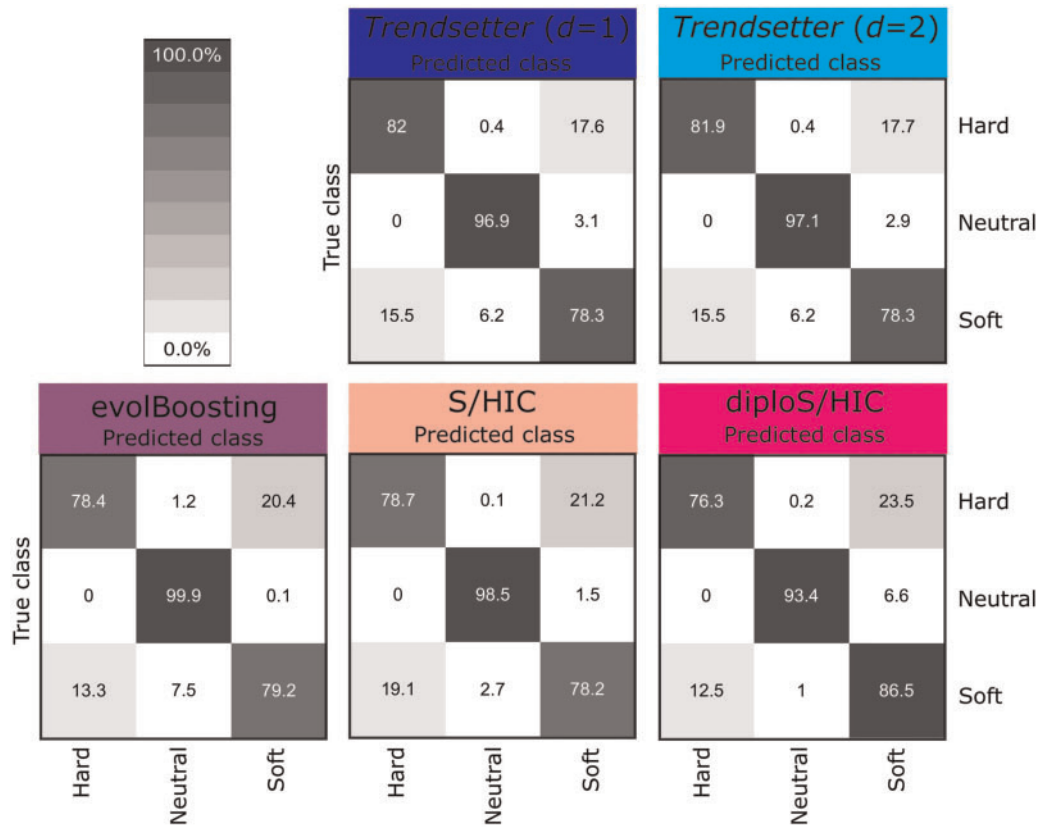 100.0%
0.0%
Trendsetter (d=1)
Predicted class
Trendsetter (d=2)
Predicted class
True class
82 0.4 17.6
0 96.9 3.1
15.5 6.2 78.3
81.9 0.4 17.7 Hard
0 97.1 2.9 Neutral
15.5 6.2 78.3 Soft
evolBoosting
Predicted class
S/HIC
Predicted class
diploS/HIC
Predicted class
True class
78.4 1.2 20.4
0 99.9 0.1
13.3 7.5 79.2
78.7 0.1 21.2
0 98.5 1.5
19.1 2.7 78.2
76.3 0.2 23.5 Hard
0 93.4 6.6 Neutral
12.5 1 86.5 Soft
Hard Neutral Soft
Hard Neutral Soft
Hard Neutral Soft